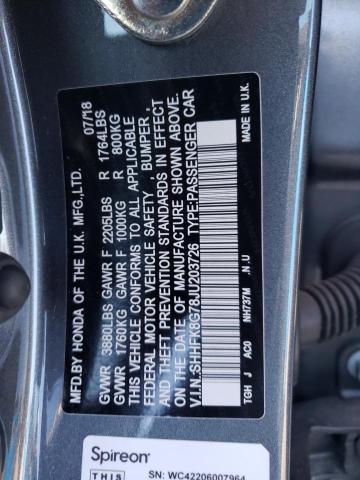 MFD.BY HONDA OF THE U.K. MFG.,LTD. 07/18
GVWR 3880LBS GAWR F 2205LBS R 1764LBS
GVWR 1760KG GAWR F 1000KG R 800KG
THIS VEHICLE CONFORMS TO ALL APPLICABLE
FEDERAL MOTOR VEHICLE SAFETY, BUMPER,
THEFT PREVENTION STANDARDS IN EFFECT
ON THE DATE OF MANUFACTURE SHOWN ABOVE.
V.I.N.:SHHFK8G78JU203726 TYPE:PASSENGER CAR
TGH J AC0 NH737M N.U MADE IN U.K.
Spireon
THIS
SN: WC42206007964